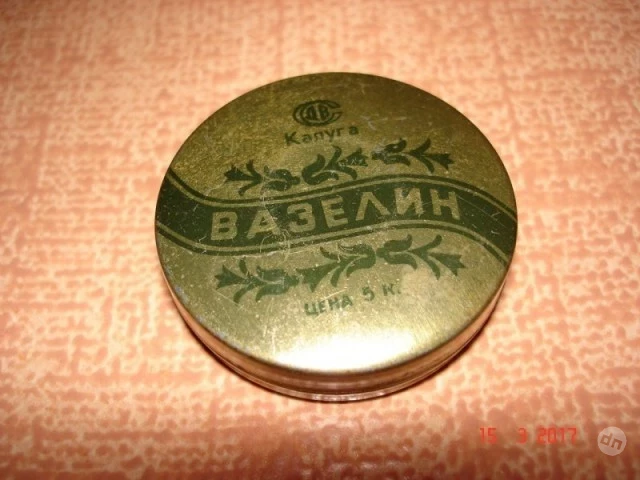 Калуга
ВАЗЕЛИН
ЦЕНА 5 К.
15 3 2017
dn